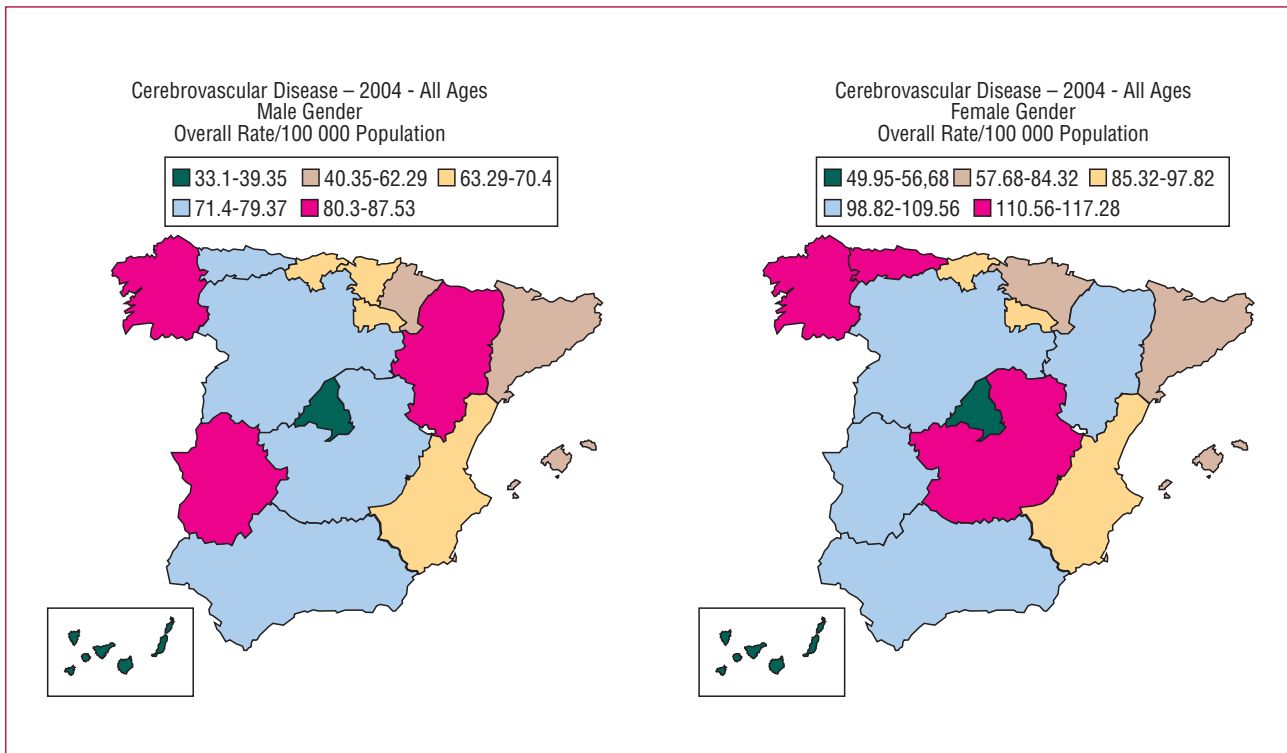 Cerebrovascular Disease – 2004 - All Ages
Male Gender
Overall Rate/100 000 Population
33.1-39.35 40.35-62.29 63.29-70.4
71.4-79.37 80.3-87.53
Cerebrovascular Disease – 2004 - All Ages
Female Gender
Overall Rate/100 000 Population
49.95-56,68 57.68-84.32 85.32-97.82
98.82-109.56 110.56-117.28